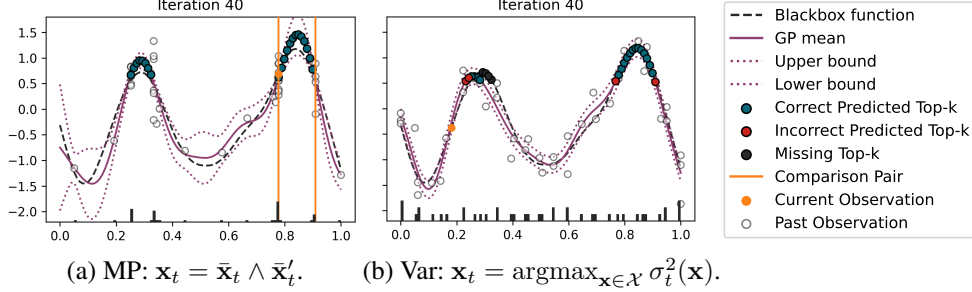 Iteration 40
1.5
1.0
0.5
0.0
−0.5
−1.0
−1.5
−2.0
0.0 0.2 0.4 0.6 0.8 1.0
(a) MP: x_t = x̄_t ∧ x̄′_t.
Iteration 40
0.0 0.2 0.4 0.6 0.8 1.0
(b) Var: x_t = argmax_{x∈𝒳} σ_t^2(x).
Blackbox function
GP mean
Upper bound
Lower bound
Correct Predicted Top-k
Incorrect Predicted Top-k
Missing Top-k
Comparison Pair
Current Observation
Past Observation